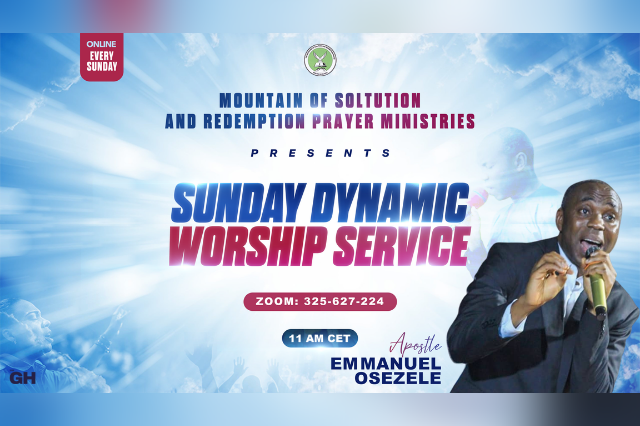 ONLINE
EVERY
SUNDAY
MOUNTAIN OF SOLTUTION
AND REDEMPTION PRAYER MINISTRIES
PRESENTS
SUNDAY DYNAMIC
WORSHIP SERVICE
ZOOM: 325-627-224
11 AM CET
Apostle
EMMANUEL
OSEZELE
GH